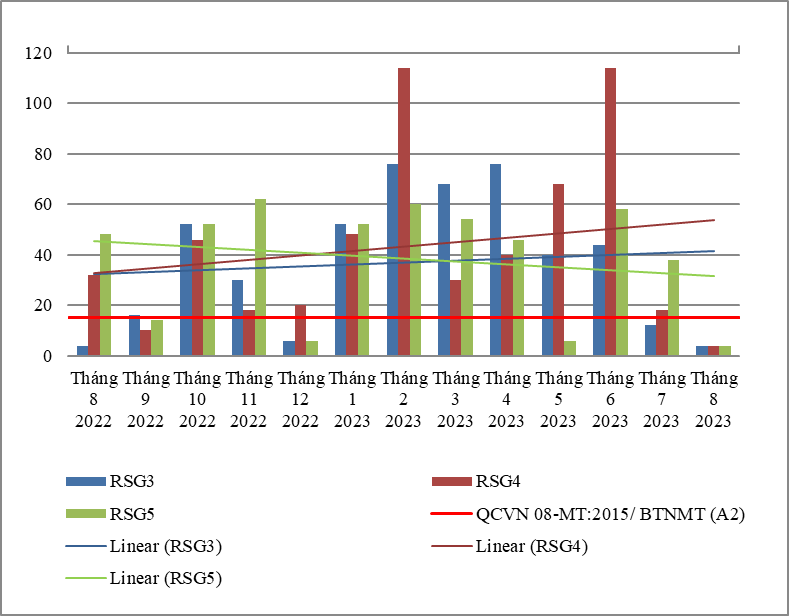 120
100
80
60
40
20
0
Tháng 8 2022
Tháng 9 2022
Tháng 10 2022
Tháng 11 2022
Tháng 12 2022
Tháng 1 2023
Tháng 2 2023
Tháng 3 2023
Tháng 4 2023
Tháng 5 2023
Tháng 6 2023
Tháng 7 2023
Tháng 8 2023
RSG3
RSG4
RSG5
QCVN 08-MT:2015/ BTNMT (A2)
Linear (RSG3)
Linear (RSG4)
Linear (RSG5)